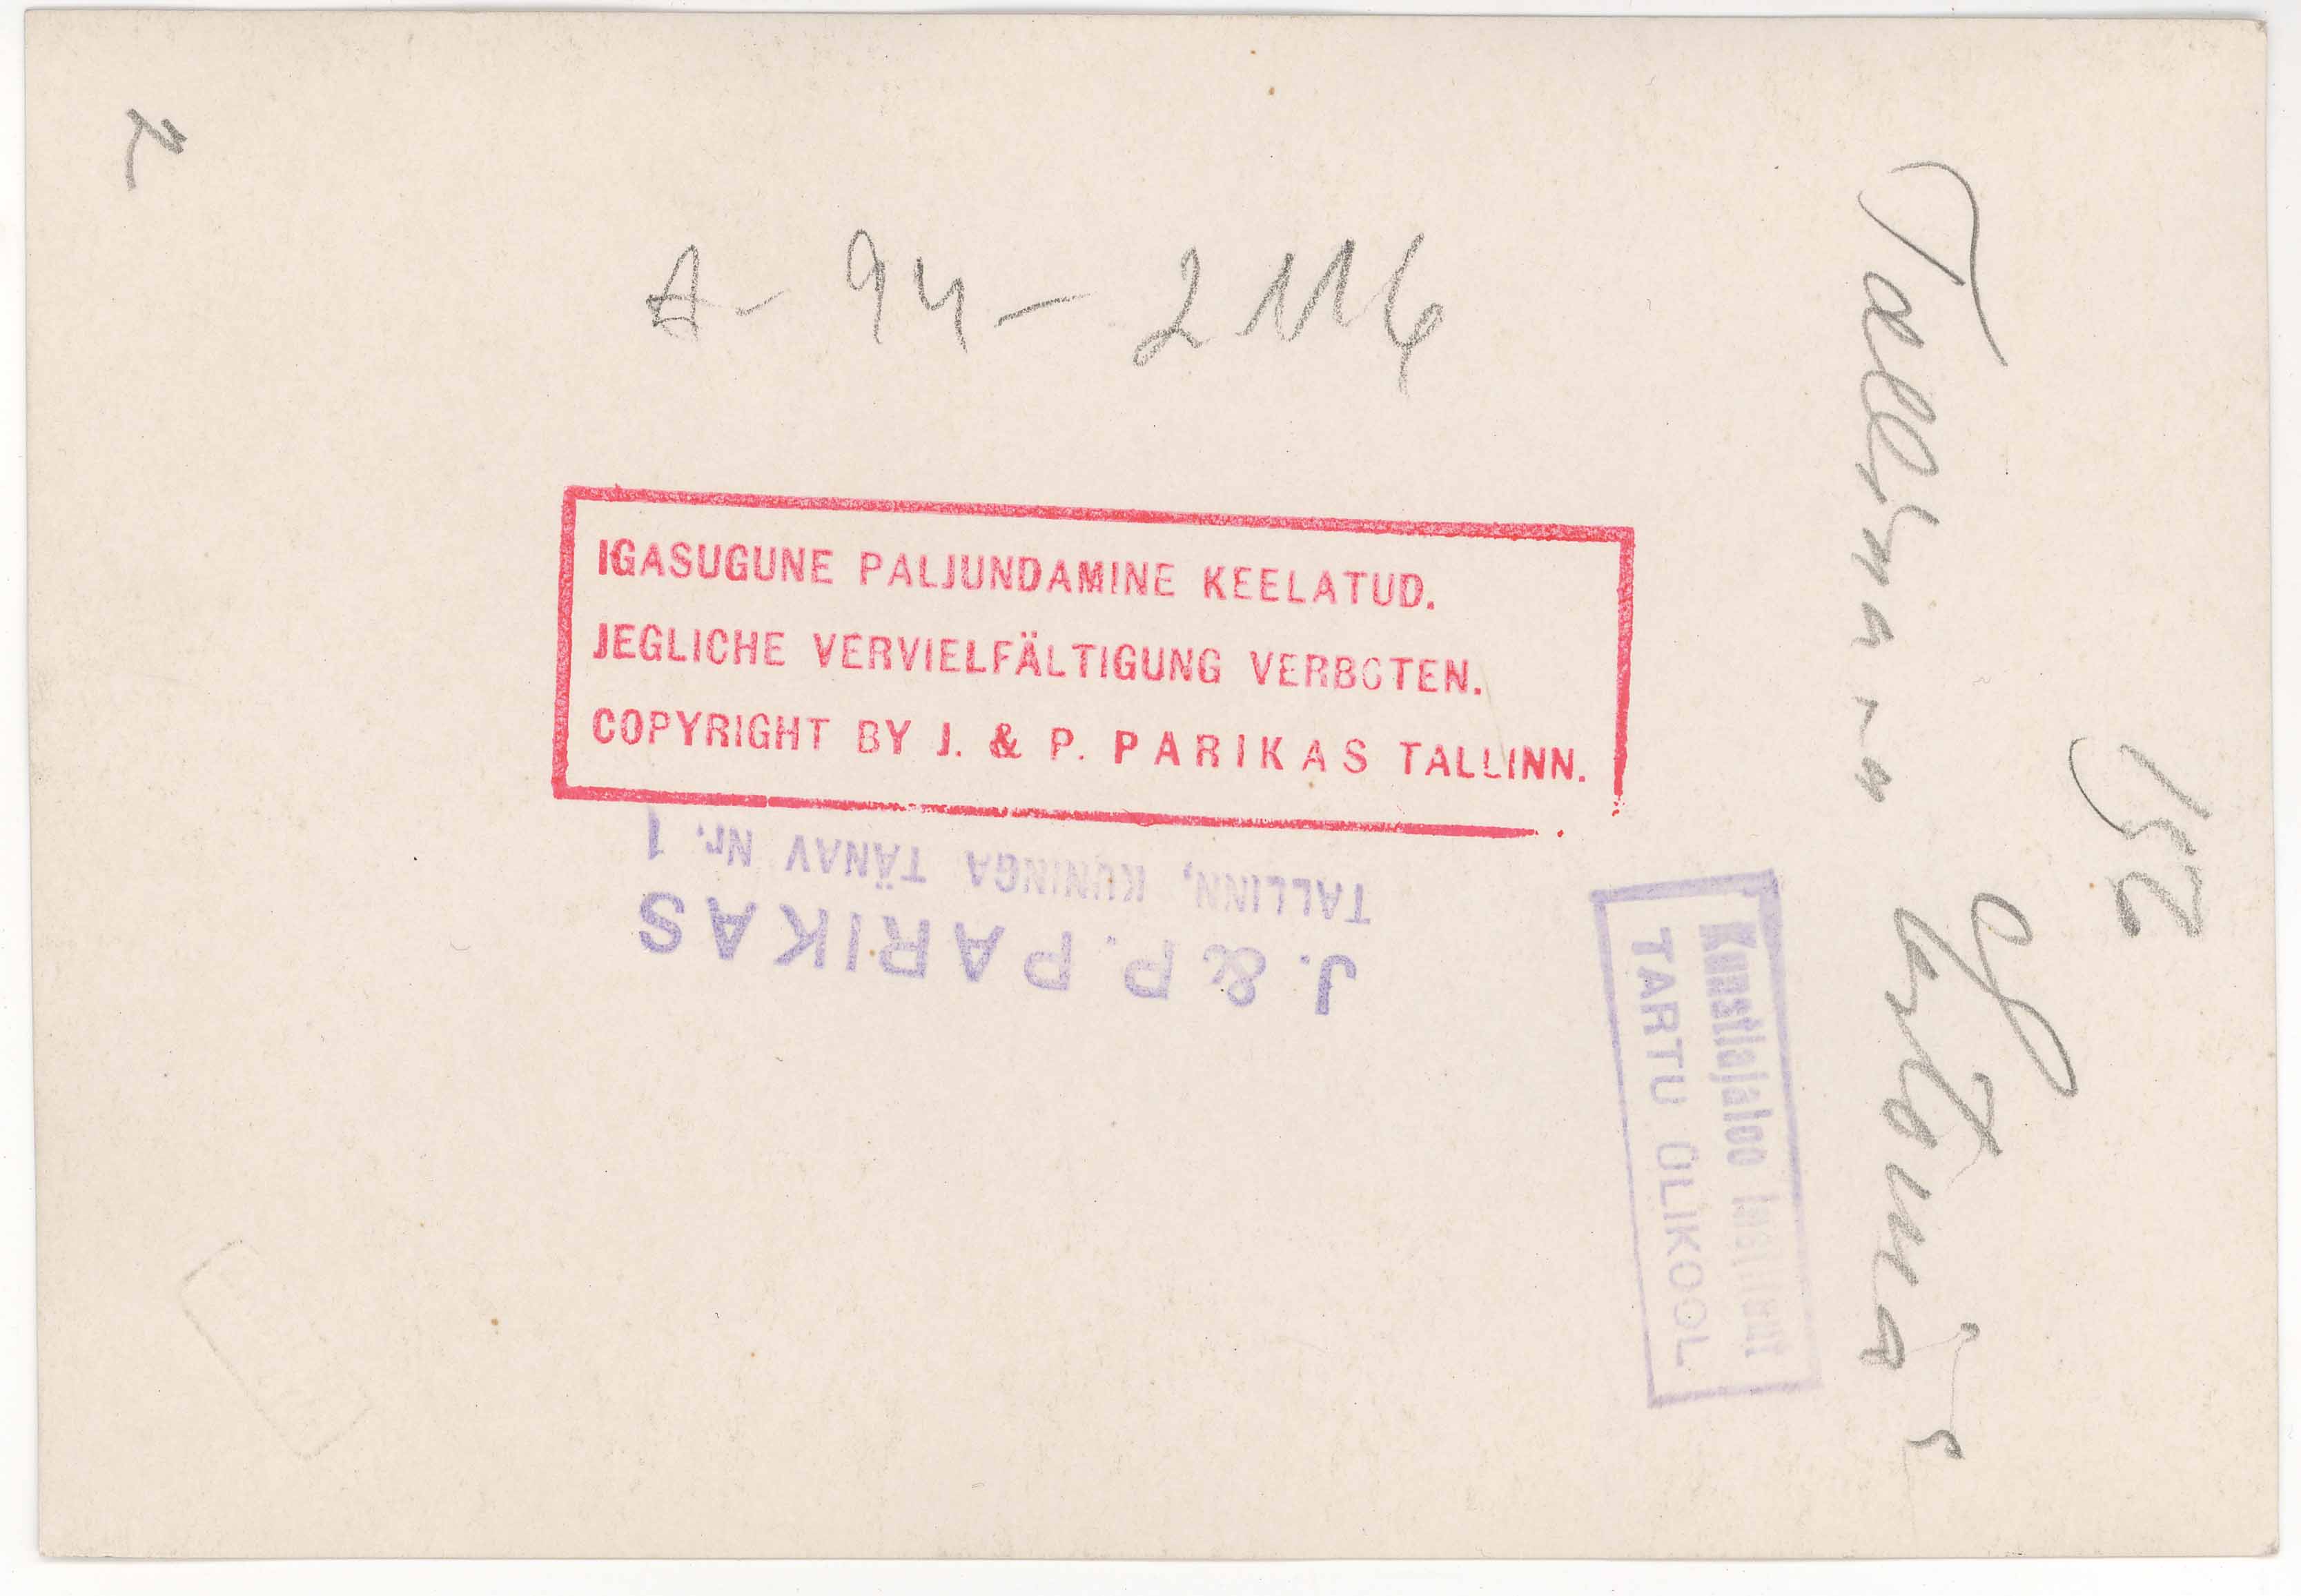 2
A-94-2116
IGASUGUNE PALJUNDAMINE KEELATUD.
JEGLICHE VERVIELFÄLTIGUNG VERBOTEN.
COPYRIGHT BY J. & P. PARIKAS TALLINN.
J. & P. PARIKAS
TALLINN, KUNINGA TÄNAV Nr. 1
Kunstiajaloo Instituut
TARTU ÜLIKOOL
152